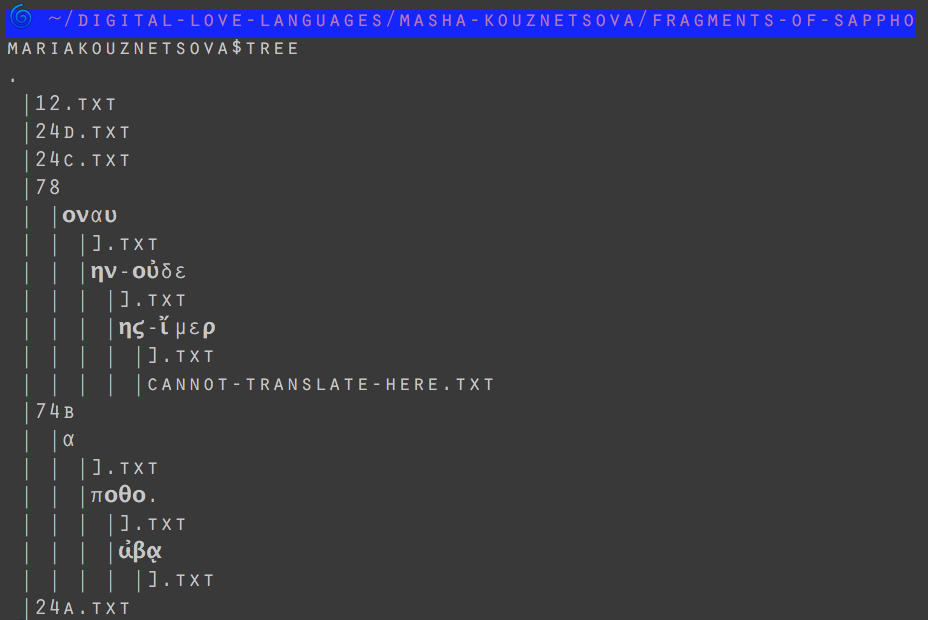 🌀 ~/DIGITAL-LOVE-LANGUAGES/MASHA-KOUZNETSOVA/FRAGMENTS-OF-SAPPHO
MARIAKOUZNETSOVA$TREE
.
|12.TXT
|24D.TXT
|24C.TXT
|78
| |οναυ
| | |].TXT
| | |ην-οὐδε
| | | |].TXT
| | | |ης-ἴμερ
| | | | |].TXT
| | | | |CANNOT-TRANSLATE-HERE.TXT
|74B
| |α
| | |].TXT
| | |ποθο.
| | | |].TXT
| | | |ἀβᾳ
| | | | |].TXT
|24A.TXT